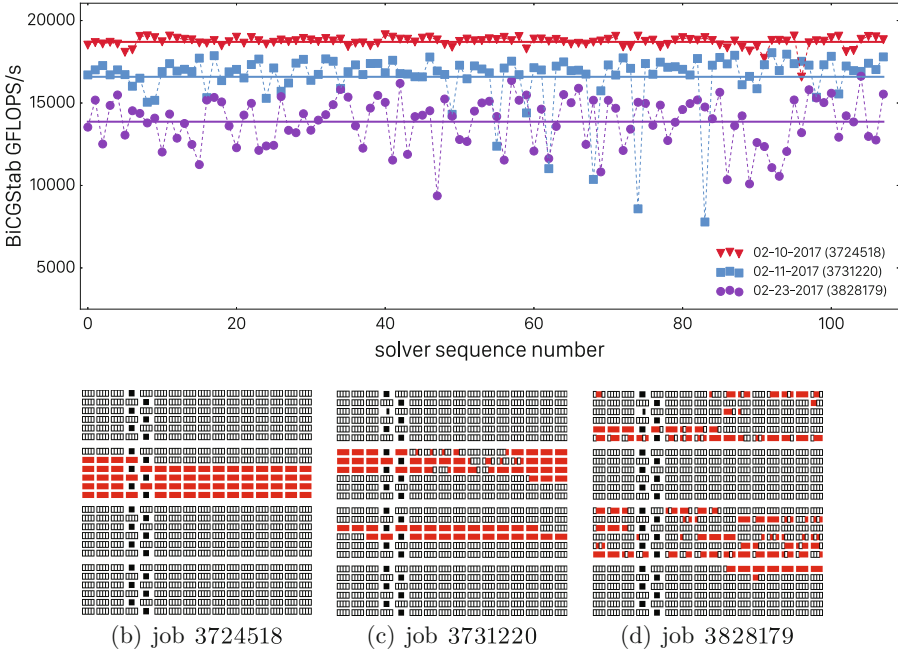 20000
15000
10000
5000
BiCGStab GFLOPS/s
02-10-2017 (3724518)
02-11-2017 (3731220)
02-23-2017 (3828179)
0 20 40 60 80 100
solver sequence number
(b) job 3724518 (c) job 3731220 (d) job 3828179